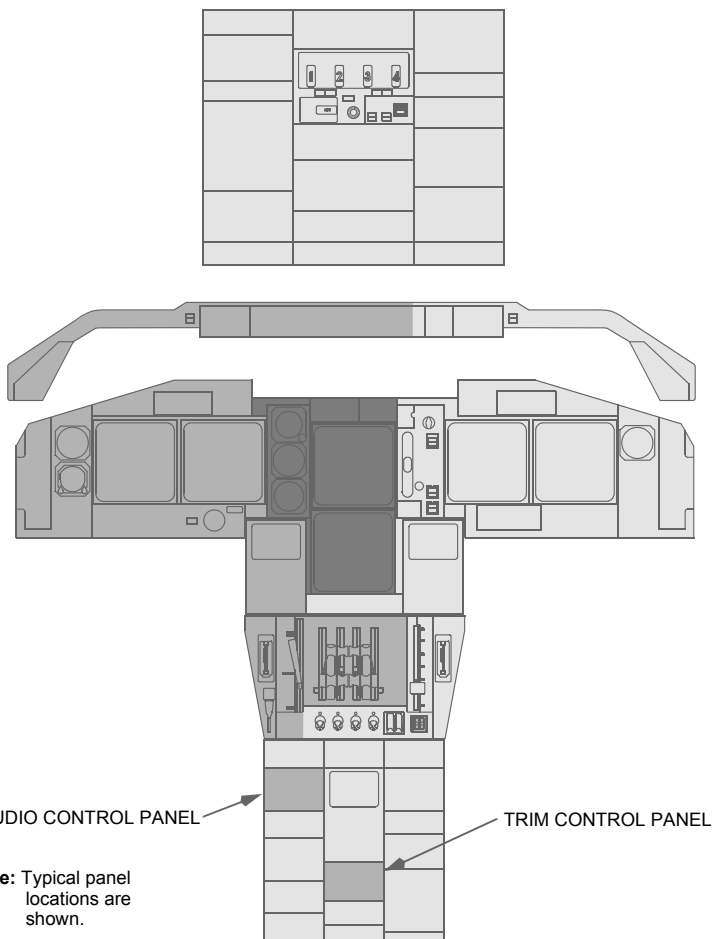 1 2 3 4
UDIO CONTROL PANEL
TRIM CONTROL PANEL
e: Typical panel
locations are
shown.